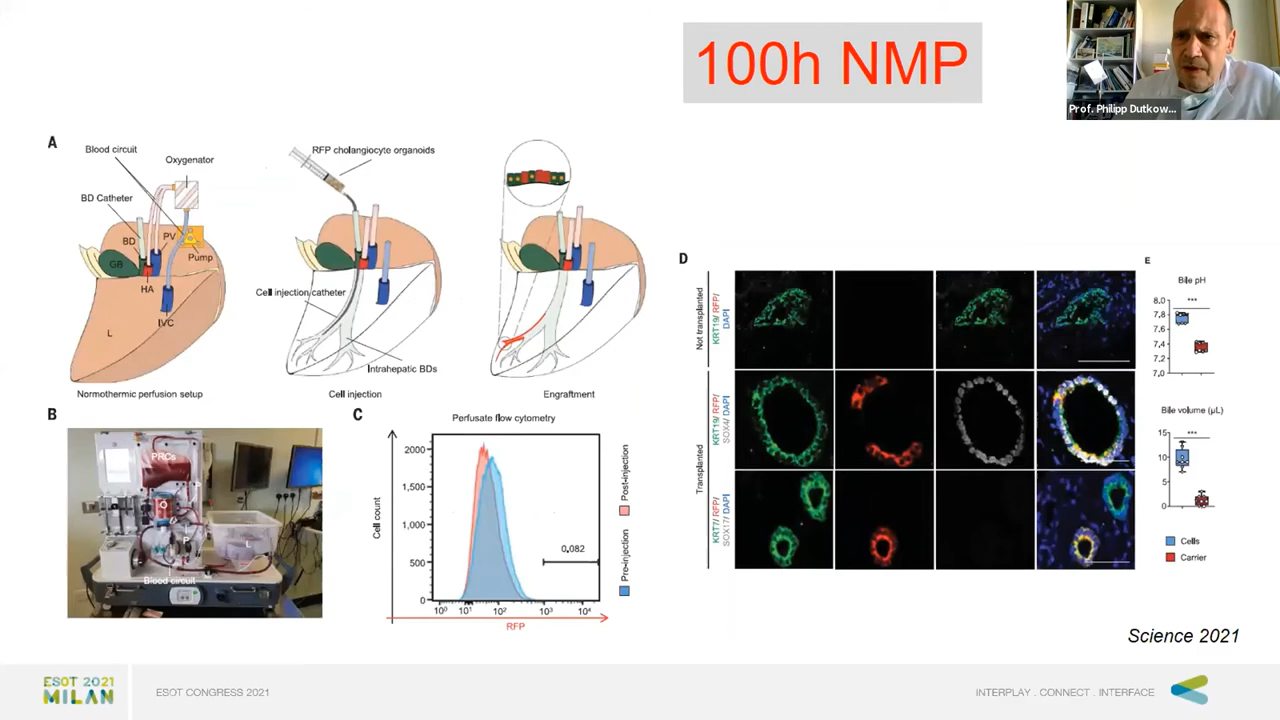 100h NMP
Prof. Philipp Dutkow...
A
Blood circuit
Oxygenator
BD Catheter
BD
PV
GB
Pump
HA
IVC
L
Normothermic perfusion setup
RFP cholangiocyte organoids
Cell injection catheter
Intrahepatic BDs
Cell injection
Engraftment
B
PRCs
O
P
L
Blood circuit
C
Perfusate flow cytometry
Cell count
2000
1,500
1,000
500
0
10⁰
10¹
10²
10³
10⁴
0,082
RFP
Post-injection
Pre-injection
D
Not transplanted
KRT19/ RFP/
DAPI
Transplanted
KRT19/ RFP/
SOX4/ DAPI
KRT7/ RFP/
SOX17/ DAPI
E
Bile pH
***
8.0
7,8
7,6
7,4
7,2
7,0
Bile volume (µL)
***
15
10
5
0
Cells
Carrier
Science 2021
ESOT 2021
MILAN
ESOT CONGRESS 2021
INTERPLAY . CONNECT . INTERFACE